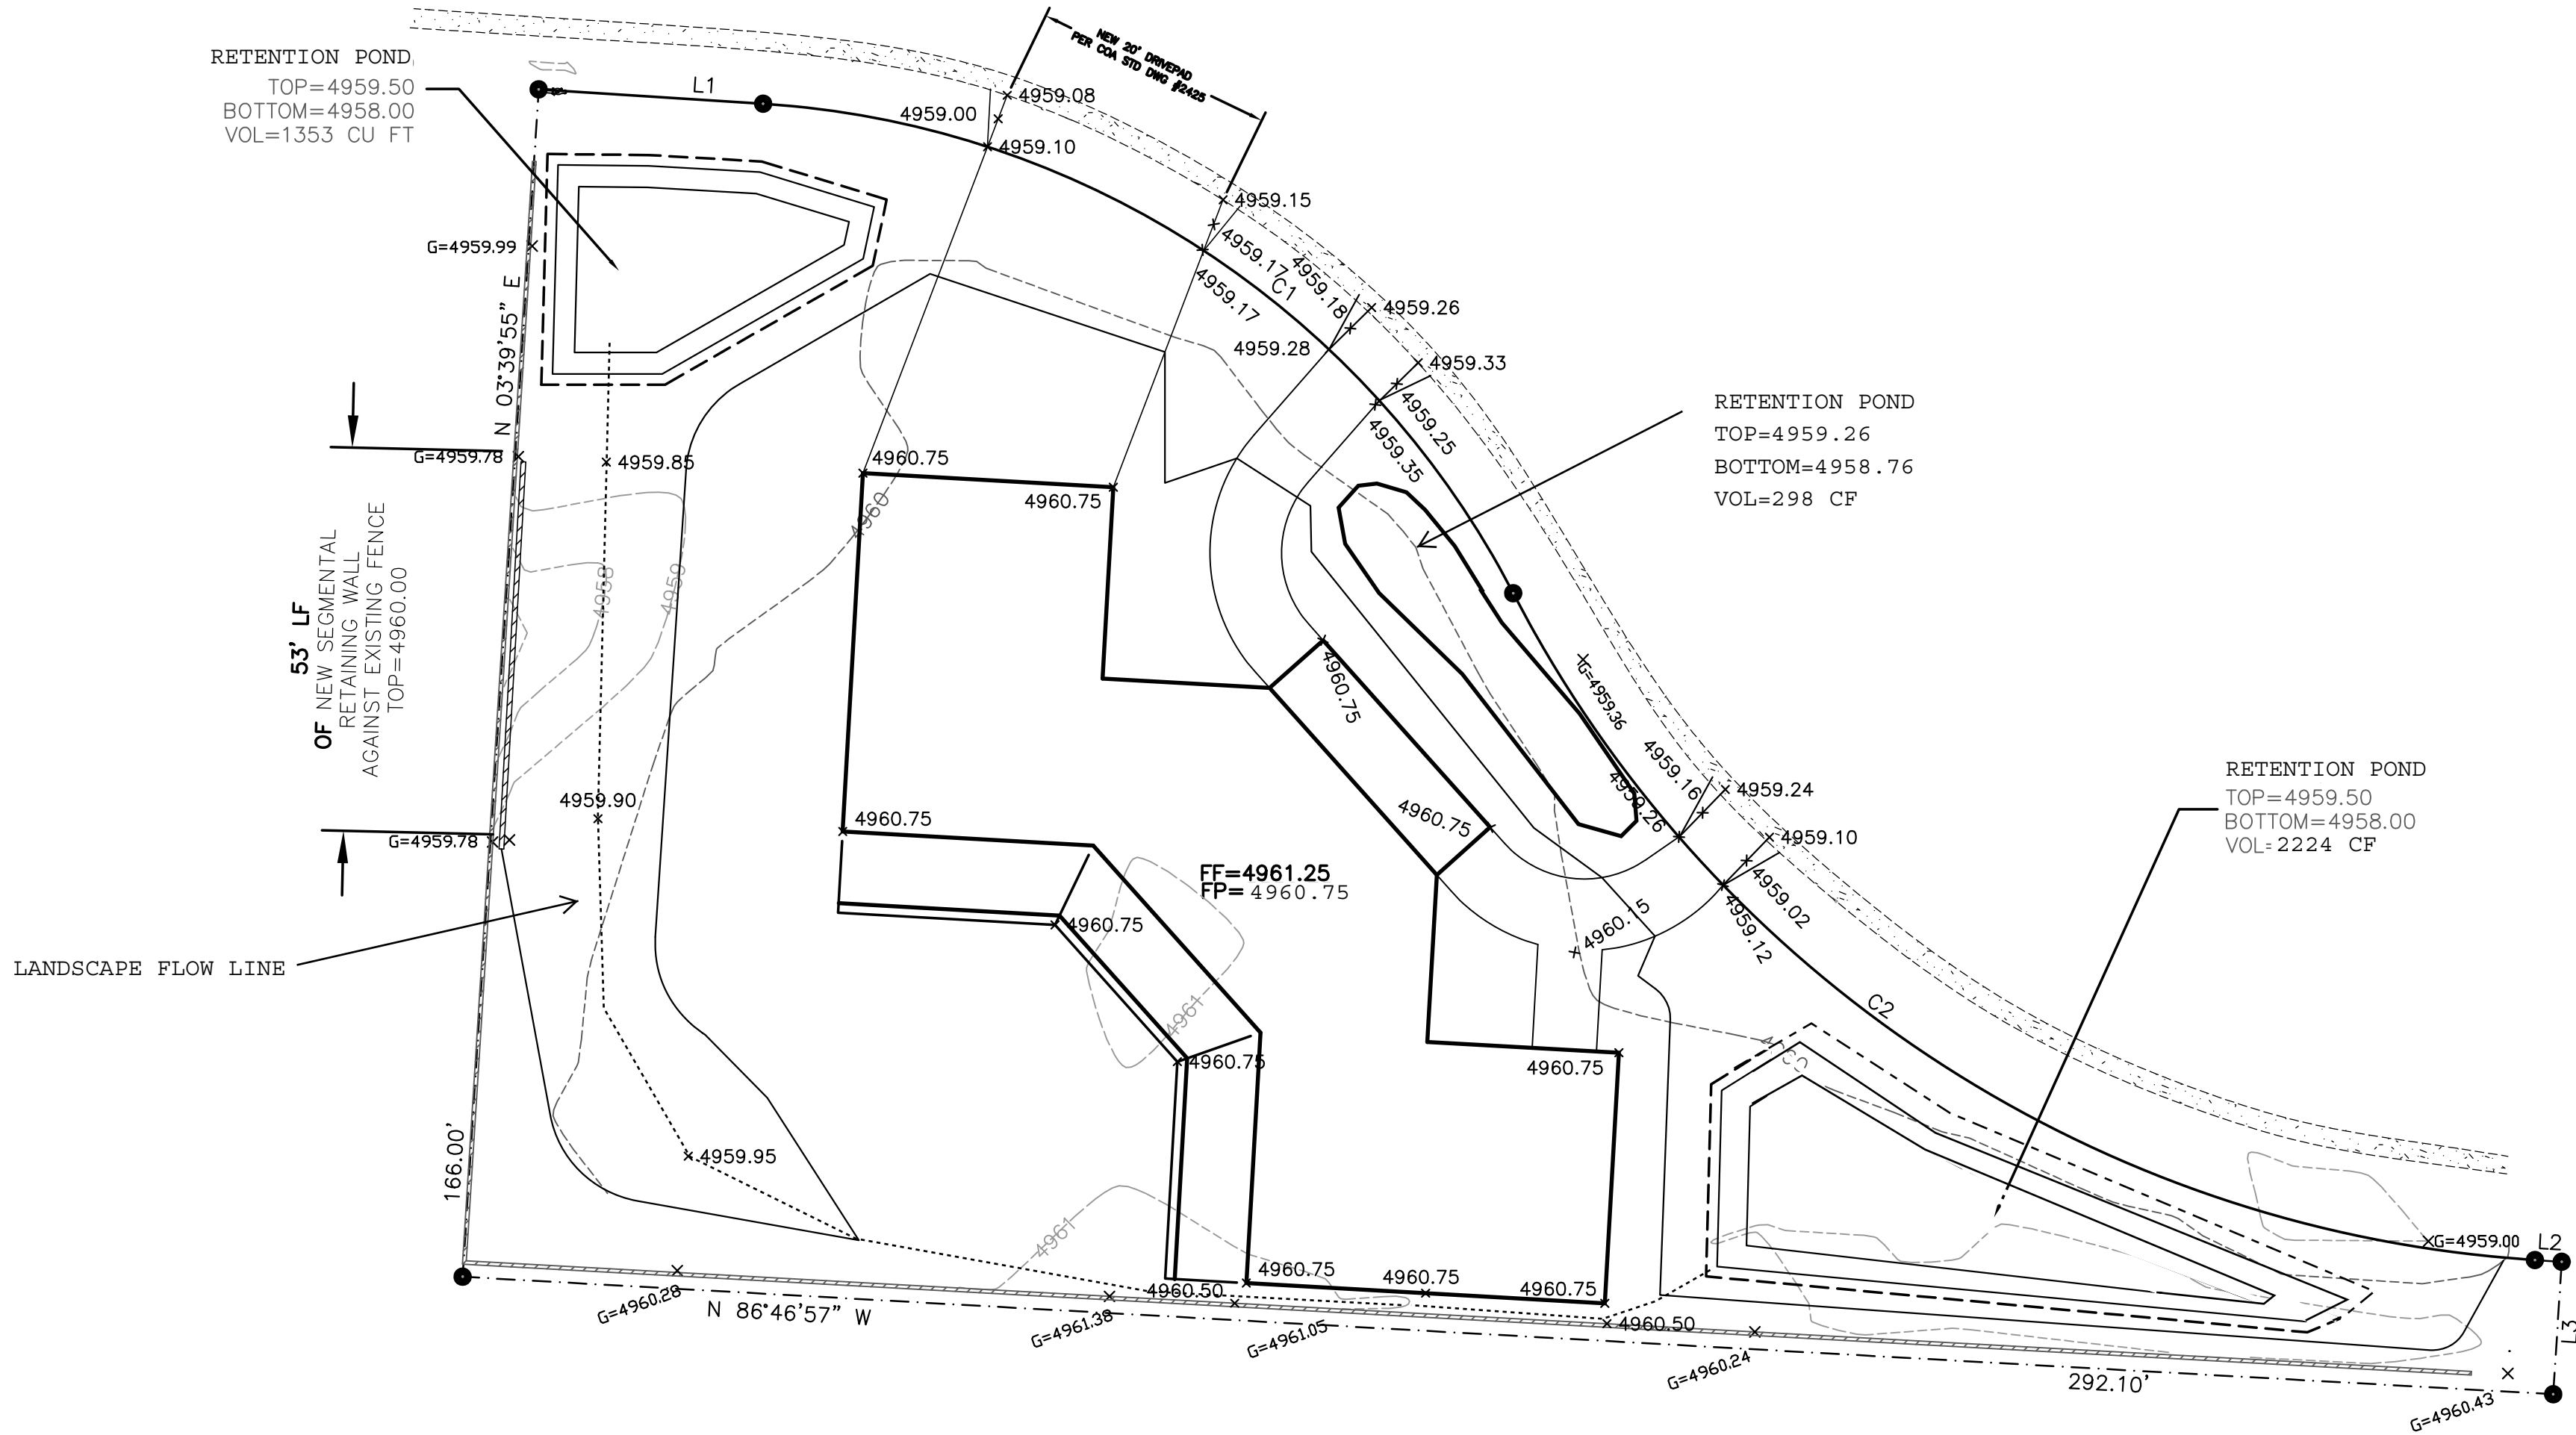 NEW 20' DRIVEPAD
PER COA STD DWG #2425
RETENTION POND
TOP=4959.50
BOTTOM=4958.00
VOL=1353 CU FT
L1
4959.08
4959.00
4959.10
4959.15
4959.17
4959.18
C1
4959.17
4959.26
4959.28
4959.33
4959.25
4959.35
G=4959.99
N 03°39'55" E
RETENTION POND
TOP=4959.26
BOTTOM=4958.76
VOL=298 CF
G=4959.78
4959.85
4960.75
4960.75
4960
53' LF
OF NEW SEGMENTAL
RETAINING WALL
AGAINST EXISTING FENCE
TOP=4960.00
4958
4959
4960.75
G=4959.36
4959.16
4959.24
4959.26
4959.10
4959.02
4959.12
RETENTION POND
TOP=4959.50
BOTTOM=4958.00
VOL=2224 CF
4959.90
G=4959.78
4960.75
4960.75
FF=4961.25
FP= 4960.75
4960.75
LANDSCAPE FLOW LINE
4961
4960.75
C2
4960.75
166.00'
4959.95
4961
4960.75
4960.75
4960.75
4960.50
4960.50
G=4959.00
L2
L3
G=4960.28
N 86°46'57" W
G=4961.38
G=4961.05
G=4960.24
292.10'
G=4960.43